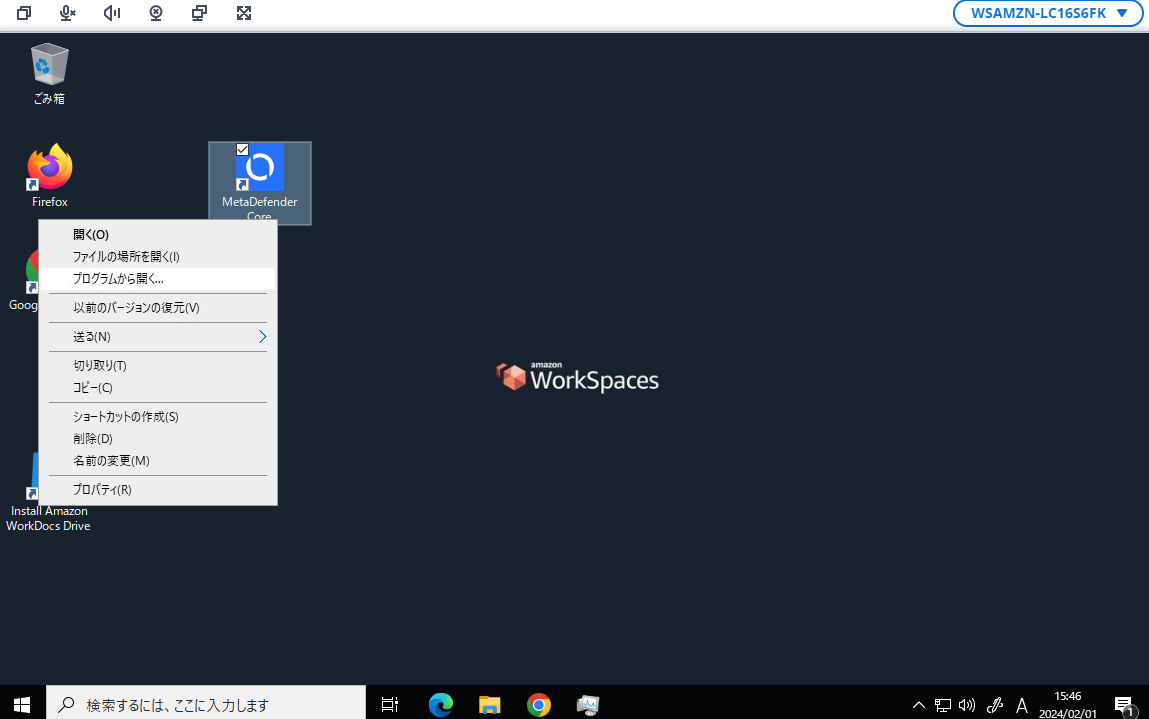 WSAMZN-LC16S6FK
ごみ箱
Firefox
MetaDefender
Core
開く(O)
ファイルの場所を開く(I)
プログラムから開く...
以前のバージョンの復元(V)
送る(N)
切り取り(T)
コピー(C)
ショートカットの作成(S)
削除(D)
名前の変更(M)
プロパティ(R)
Goog
Install Amazon
WorkDocs Drive
amazon
WorkSpaces
検索するには、ここに入力します
A
15:46
2024/02/01
1